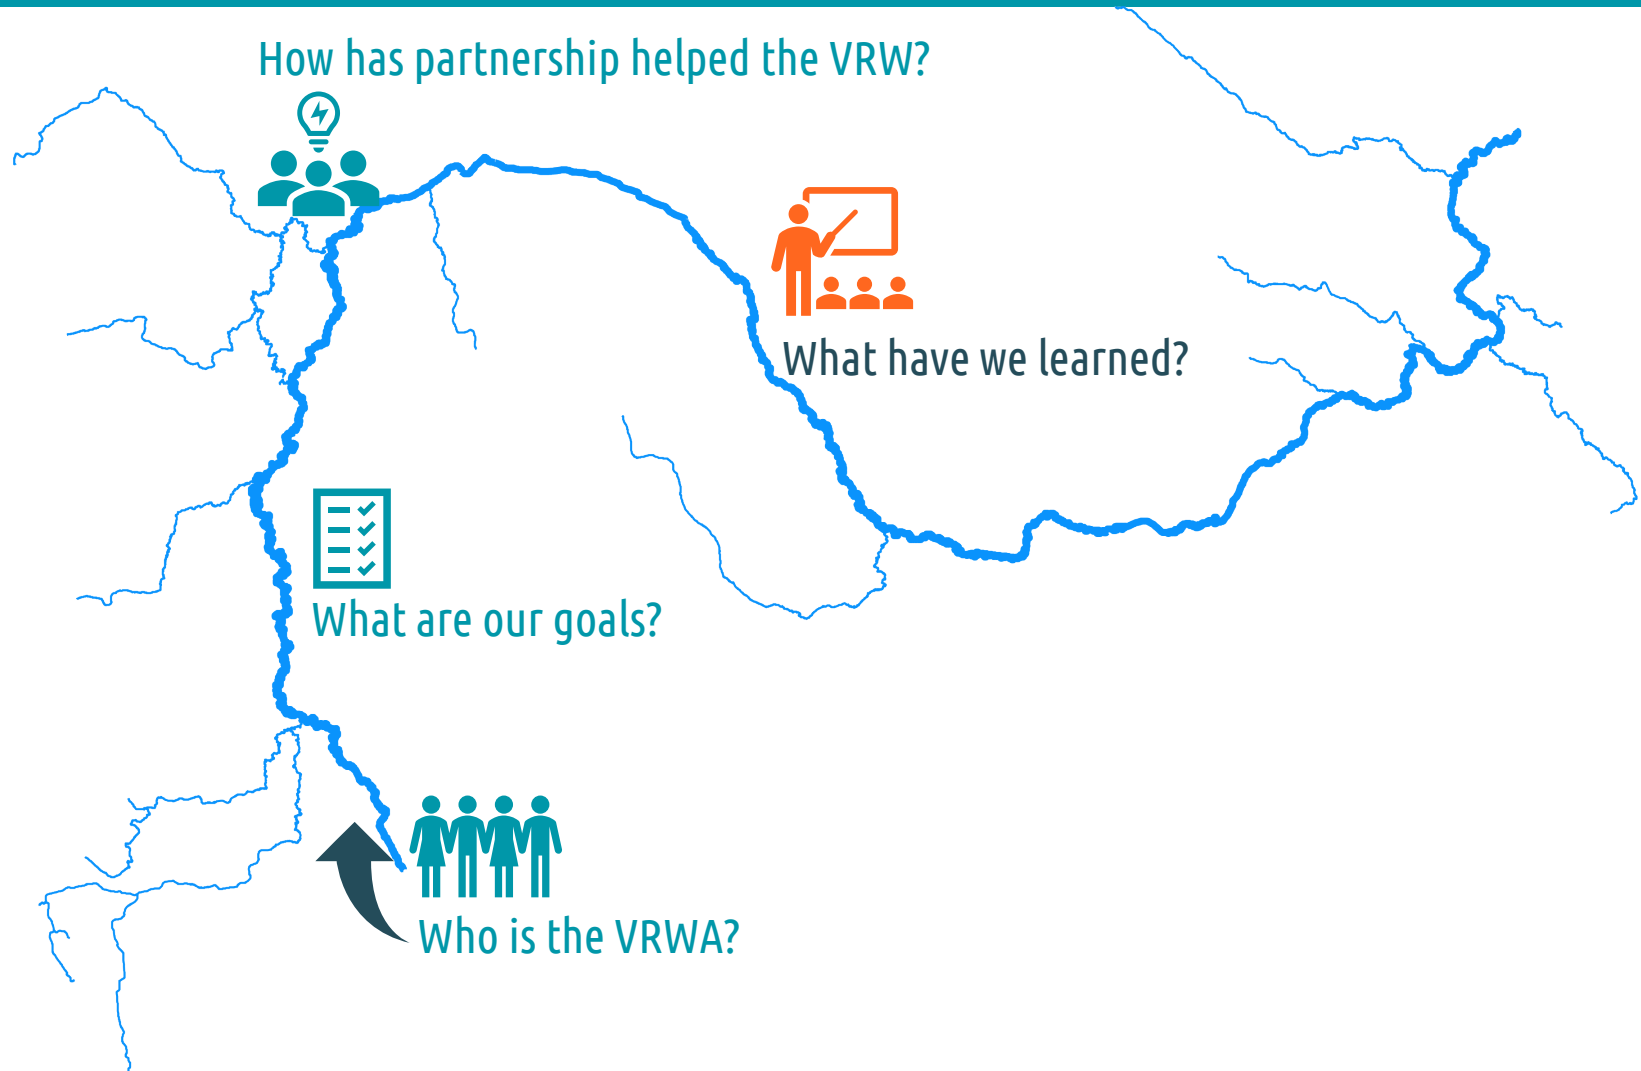 How has partnership helped the VRW?
What have we learned?
What are our goals?
Who is the VRWA?